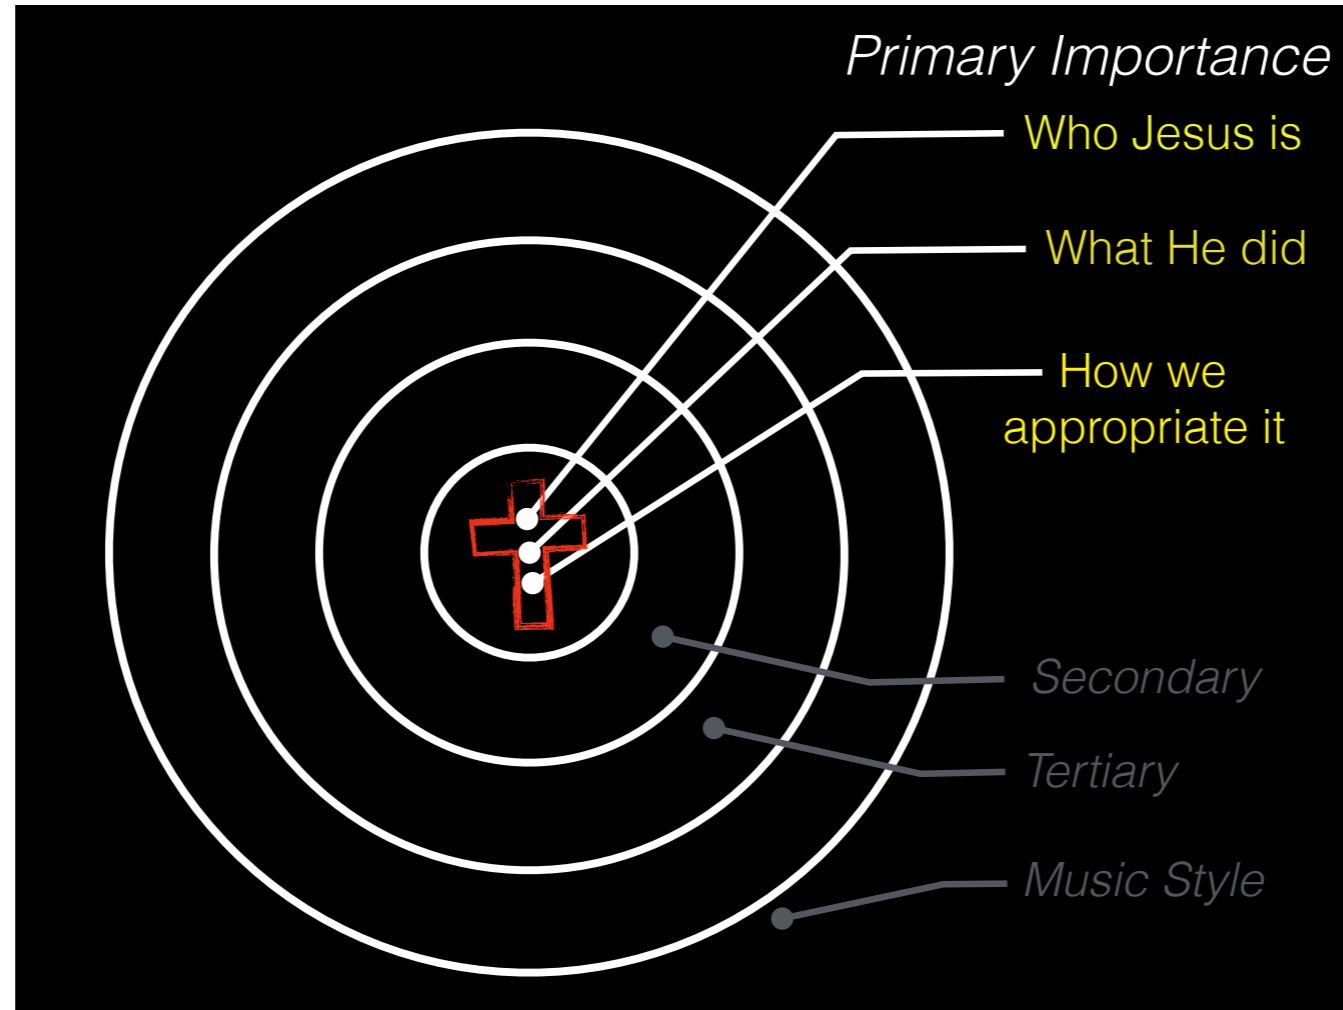 Primary Importance
Who Jesus is
What He did
How we
appropriate it
Secondary
Tertiary
Music Style